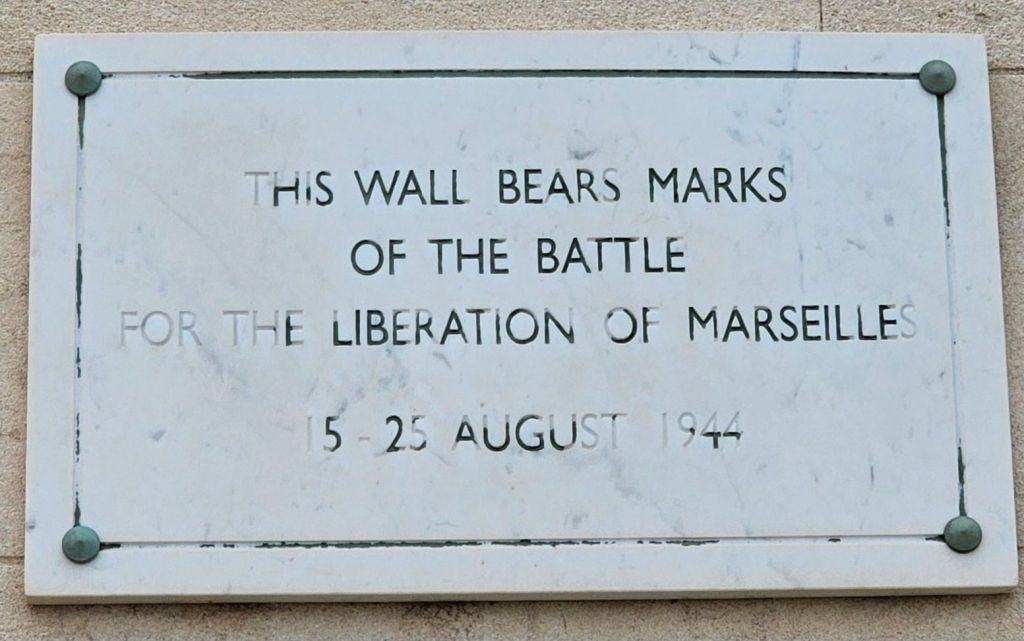 THIS WALL BEARS MARKS
OF THE BATTLE
FOR THE LIBERATION OF MARSEILLES
15 - 25 AUGUST 1944